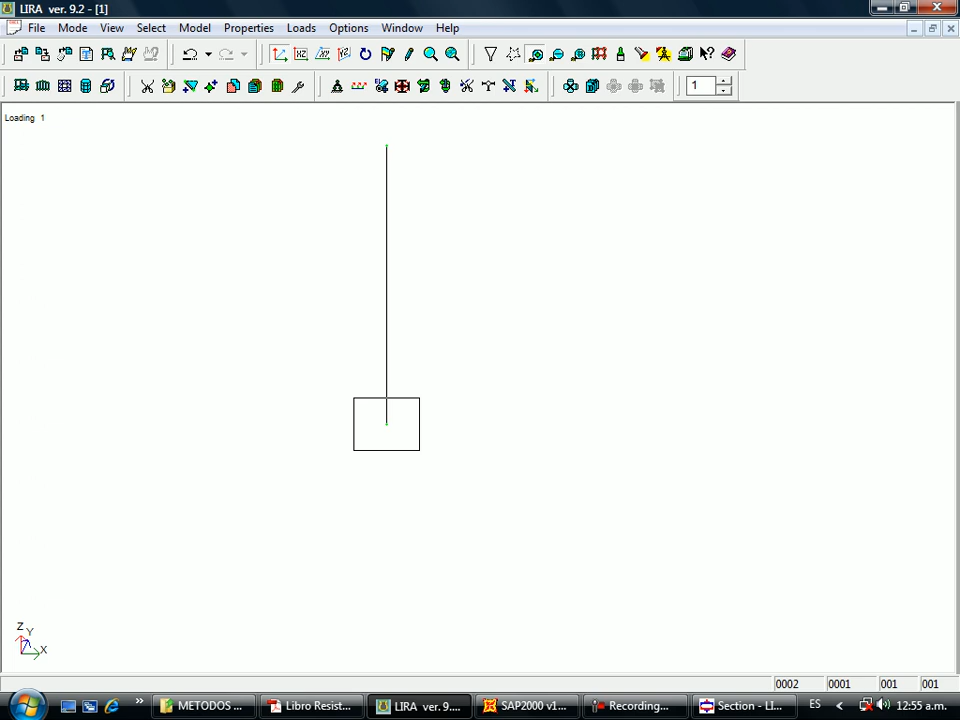 LIRA ver. 9.2 - [1]
File Mode View Select Model Properties Loads Options Window Help
1
Loading 1
Z
Y
X
0002 0001 001 001
METODOS ... Libro Resist... LIRA ver. 9.... SAP2000 v1... Recording... Section - LI... ES 12:55 a.m.